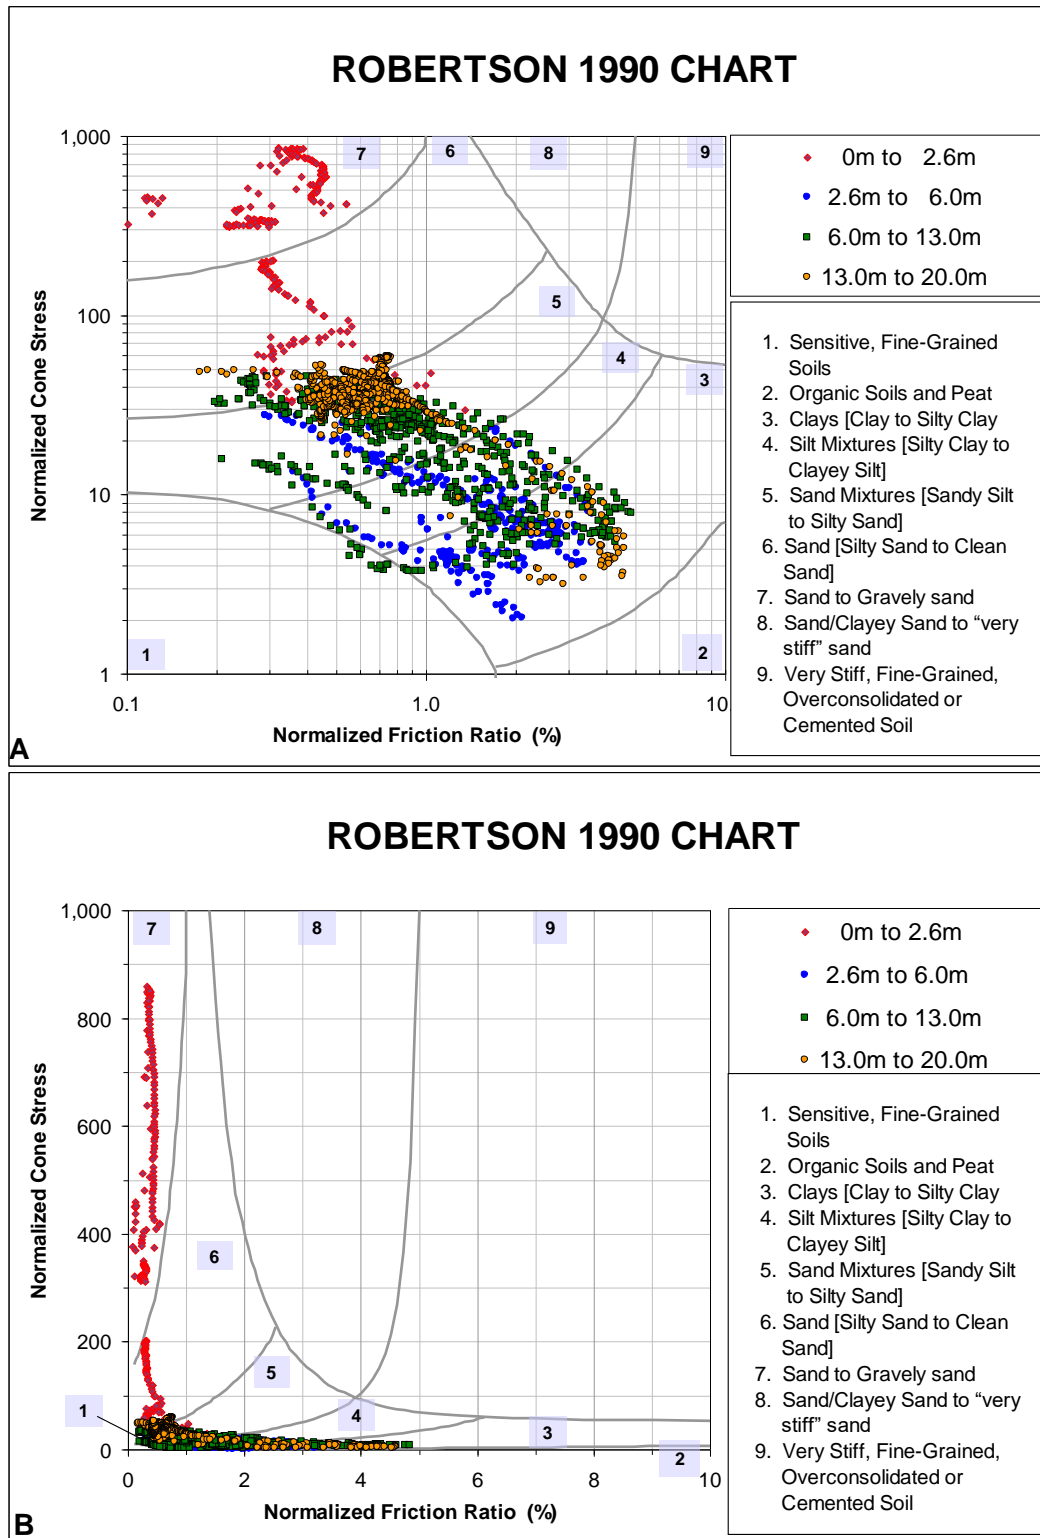 ROBERTSON 1990 CHART
1,000
100
10
1
0.1
1.0
10.
Normalized Cone Stress
Normalized Friction Ratio (%)
7
6
8
9
5
4
3
1
2
0m to 2.6m
2.6m to 6.0m
6.0m to 13.0m
13.0m to 20.0m
1. Sensitive, Fine-Grained
Soils
2. Organic Soils and Peat
3. Clays [Clay to Silty Clay
4. Silt Mixtures [Silty Clay to
Clayey Silt]
5. Sand Mixtures [Sandy Silt
to Silty Sand]
6. Sand [Silty Sand to Clean
Sand]
7. Sand to Gravely sand
8. Sand/Clayey Sand to “very
stiff” sand
9. Very Stiff, Fine-Grained,
Overconsolidated or
Cemented Soil
A
ROBERTSON 1990 CHART
1,000
800
600
400
200
0
0
2
4
6
8
10
Normalized Cone Stress
Normalized Friction Ratio (%)
7
8
9
6
5
1
4
3
2
0m to 2.6m
2.6m to 6.0m
6.0m to 13.0m
13.0m to 20.0m
1. Sensitive, Fine-Grained
Soils
2. Organic Soils and Peat
3. Clays [Clay to Silty Clay
4. Silt Mixtures [Silty Clay to
Clayey Silt]
5. Sand Mixtures [Sandy Silt
to Silty Sand]
6. Sand [Silty Sand to Clean
Sand]
7. Sand to Gravely sand
8. Sand/Clayey Sand to “very
stiff” sand
9. Very Stiff, Fine-Grained,
Overconsolidated or
Cemented Soil
B